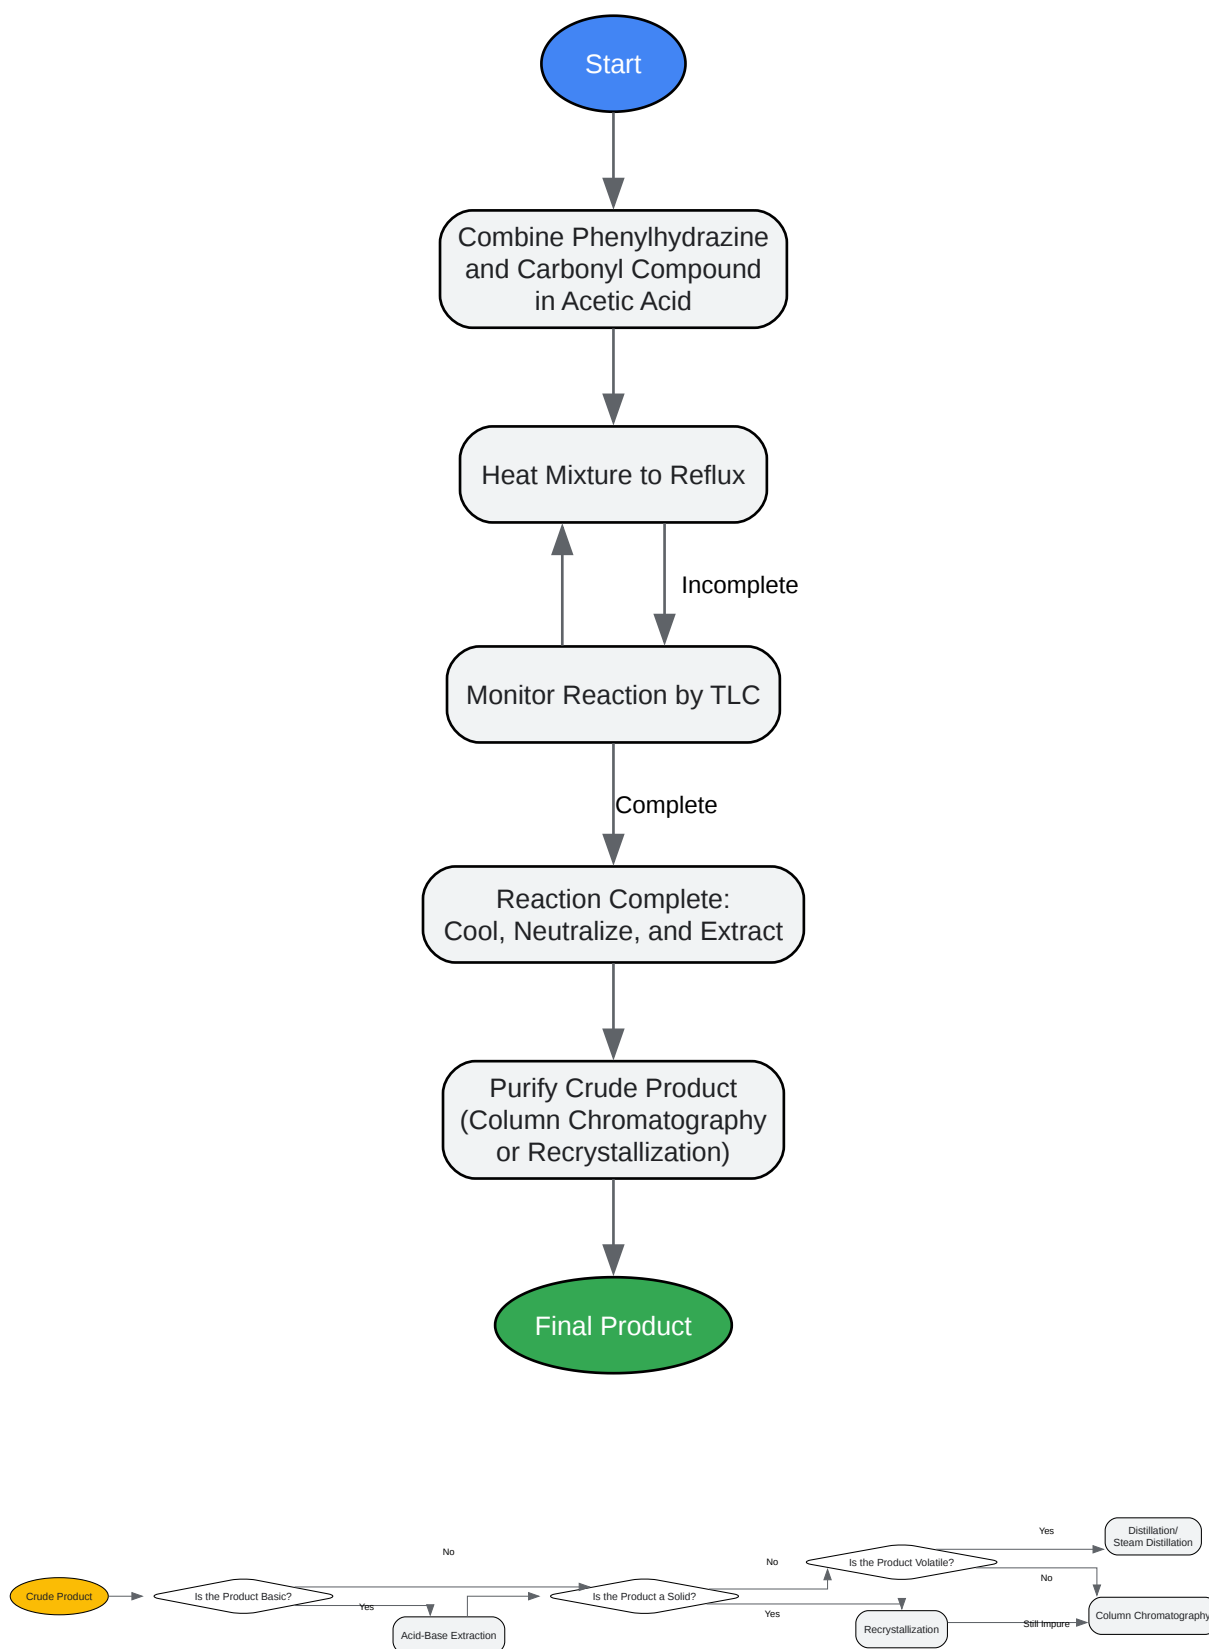 Start
Combine Phenylhydrazine
and Carbonyl Compound
in Acetic Acid
Heat Mixture to Reflux
Incomplete
Monitor Reaction by TLC
Complete
Reaction Complete:
Cool, Neutralize, and Extract
Purify Crude Product
(Column Chromatography
or Recrystallization)
Final Product
Crude Product
Is the Product Basic?
No
Yes
Acid-Base Extraction
Is the Product a Solid?
No
Yes
Is the Product Volatile?
Recrystallization
Yes
No
Still Impure
Distillation/
Steam Distillation
Column Chromatography